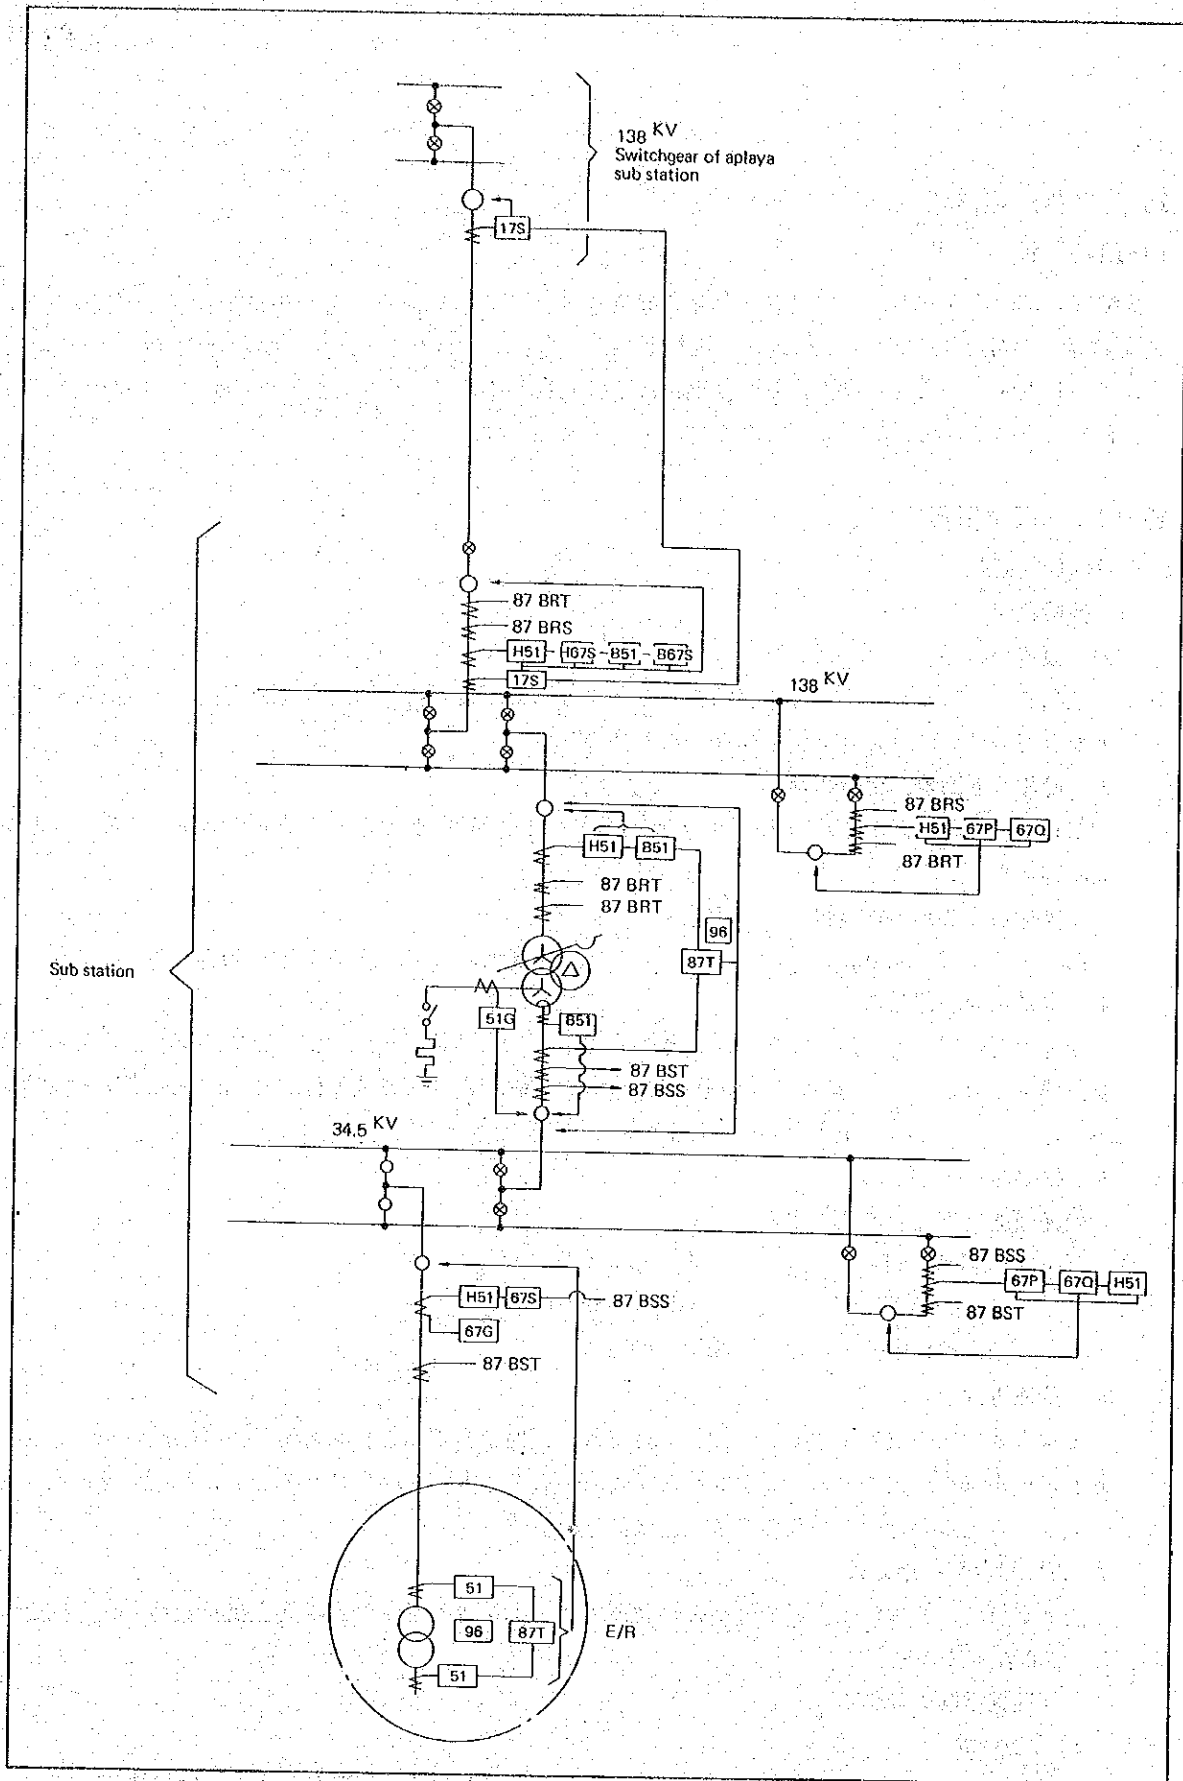 138 KV
Switchgear of aplaya
sub station
17S
87 BRT
87 BRS
H51 I67S B51 B67S
17S
138 KV
87 BRS
H51 67P 67Q
87 BRT
H51 B51
87 BRT
87 BRT
96
87T
Sub station
51G
B51
87 BST
87 BSS
34,5 KV
87 BSS
67P 67Q H51
87 BST
H51 67S
87 BSS
67G
87 BST
51
96
87T
E/R
51